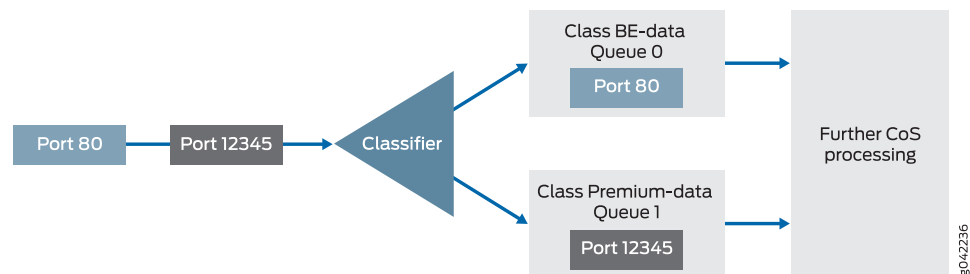 Port 80
Port 12345
Classifier
Class BE-data
Queue 0
Port 80
Class Premium-data
Queue 1
Port 12345
Further CoS
processing
g042236